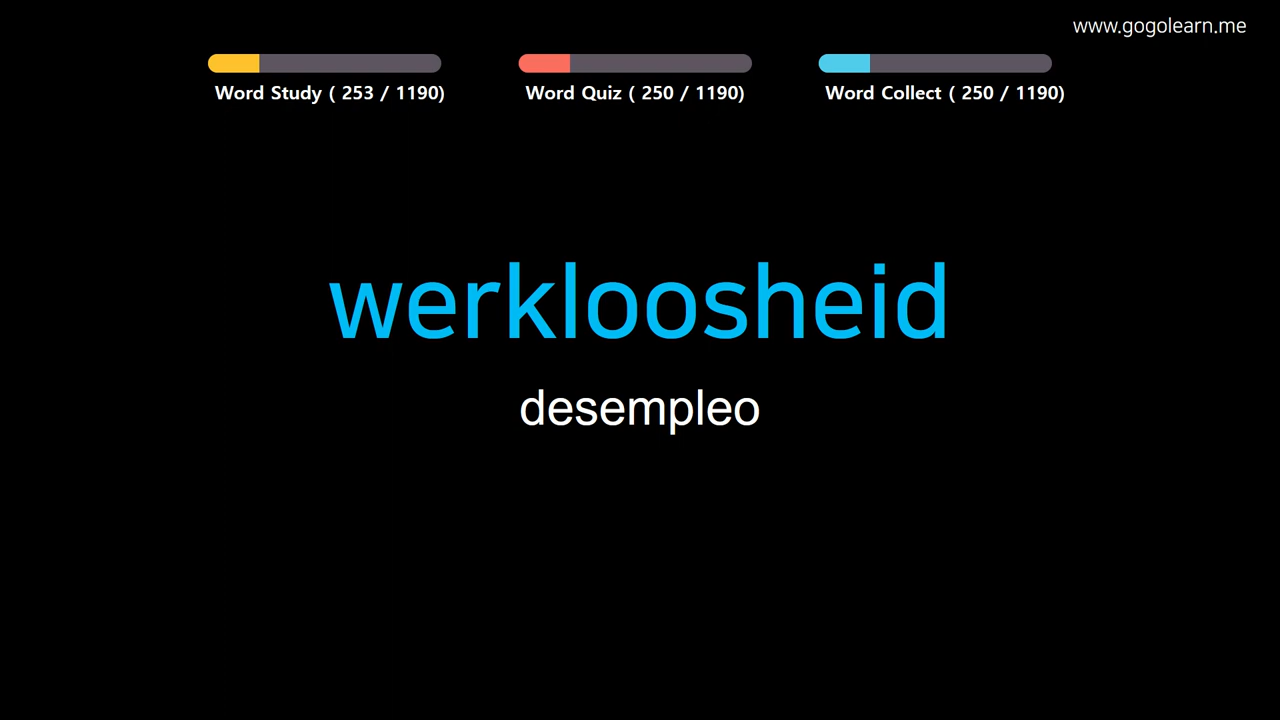 www.gogolearn.me
Word Study ( 253 / 1190)
Word Quiz ( 250 / 1190)
Word Collect ( 250 / 1190)
werkloosheid
desempleo